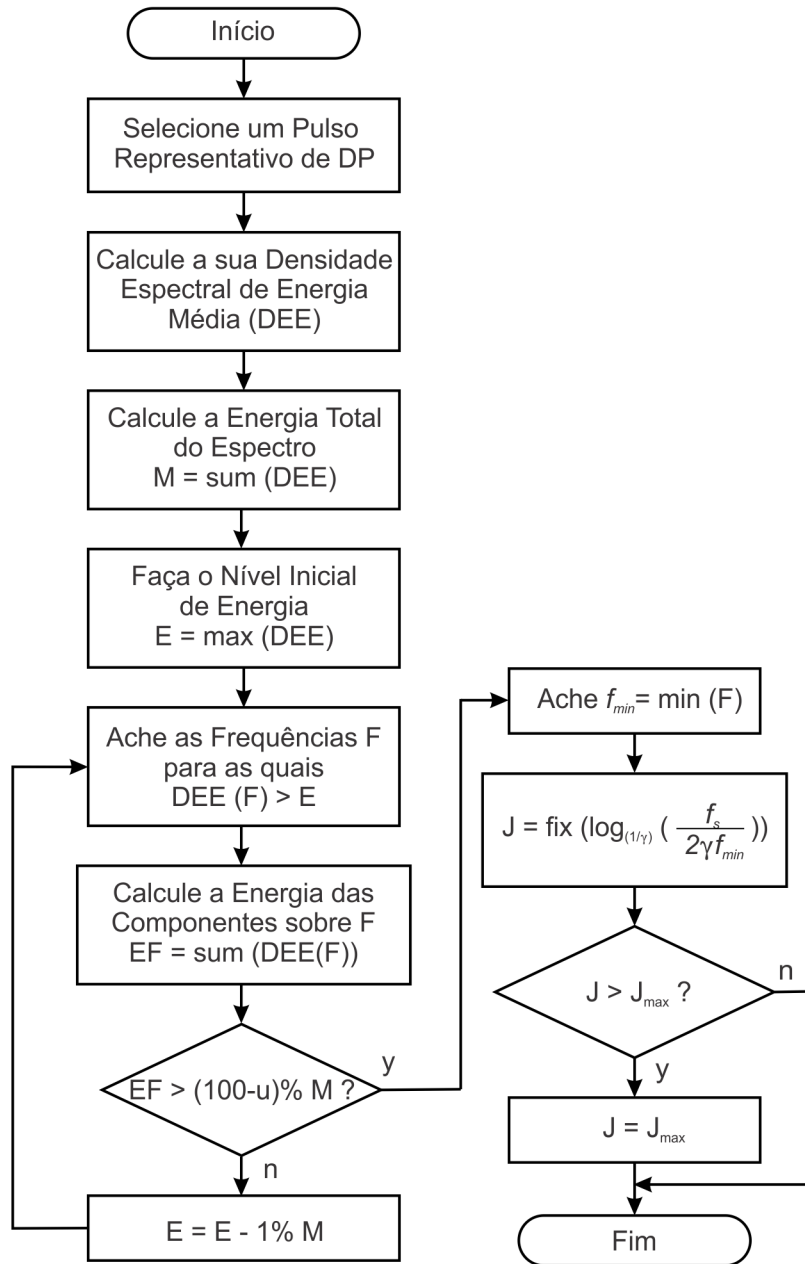 Início
Selecione um Pulso
Representativo de DP
Calcule a sua Densidade
Espectral de Energia
Média (DEE)
Calcule a Energia Total
do Espectro
M = sum (DEE)
Faça o Nível Inicial
de Energia
E = max (DEE)
Ache as Frequências F
para as quais
DEE (F) > E
Calcule a Energia das
Componentes sobre F
EF = sum (DEE(F))
EF > (100-u)% M ?
y
n
E = E - 1% M
Ache fmin= min (F)
J = fix (log(1/γ) ( fs / 2γfmin ))
J > Jmax ?
n
y
J = Jmax
Fim